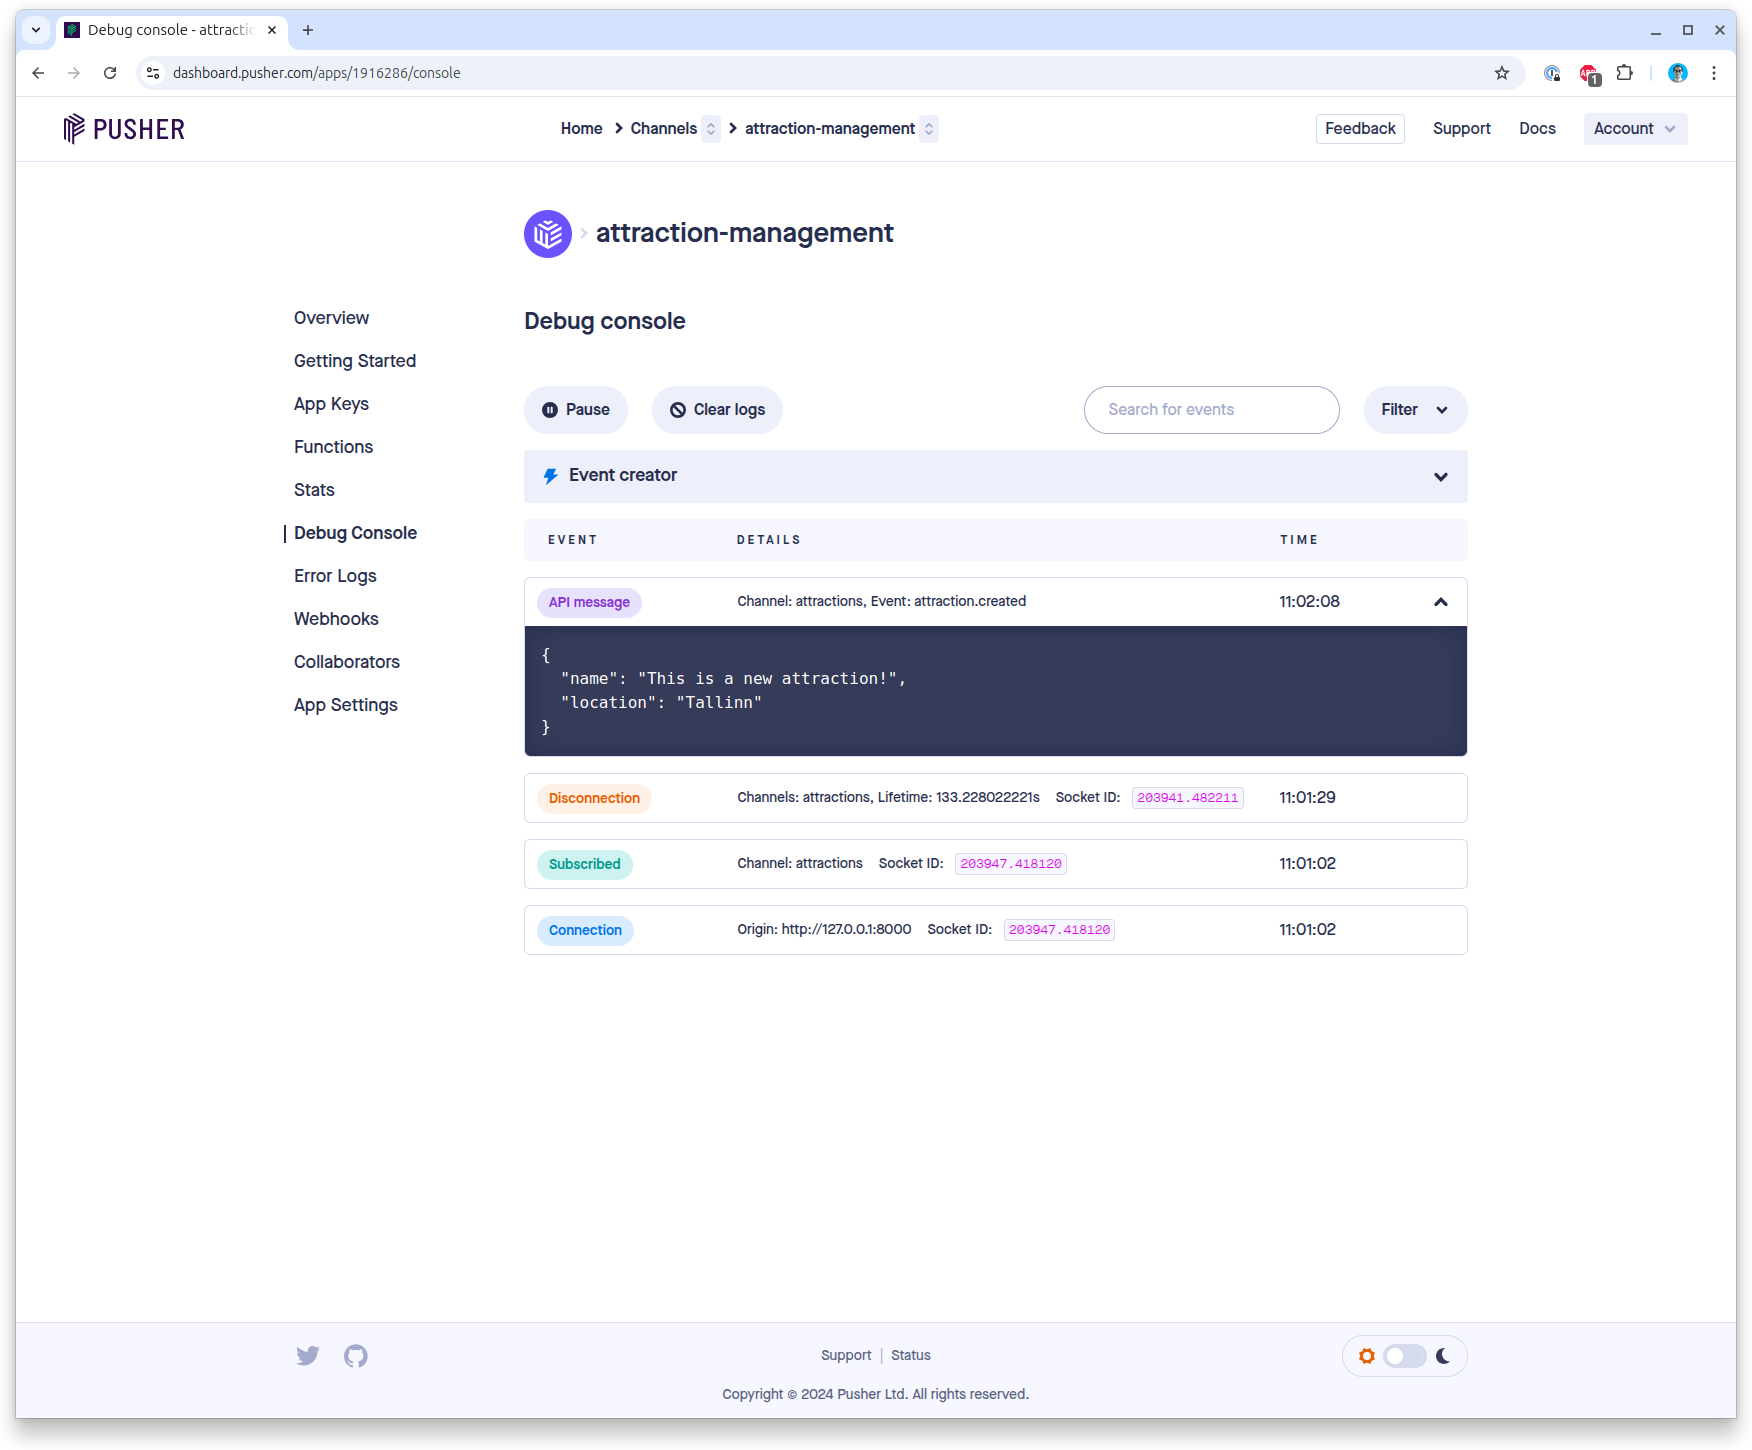 Debug console - attractio
dashboard.pusher.com/apps/1916286/console
1
PUSHER
Home Channels attraction-management
Feedback Support Docs Account
attraction-management
Overview
Getting Started
App Keys
Functions
Stats
Debug Console
Error Logs
Webhooks
Collaborators
App Settings
Debug console
Pause Clear logs Search for events Filter
Event creator
EVENT DETAILS TIME
API message Channel: attractions, Event: attraction.created 11:02:08
{
"name": "This is a new attraction!",
"location": "Tallinn"
}
Disconnection Channels: attractions, Lifetime: 133.228022221s Socket ID: 203941.482211 11:01:29
Subscribed Channel: attractions Socket ID: 203947.418120 11:01:02
Connection Origin: http://127.0.0.1:8000 Socket ID: 203947.418120 11:01:02
Support | Status
Copyright © 2024 Pusher Ltd. All rights reserved.